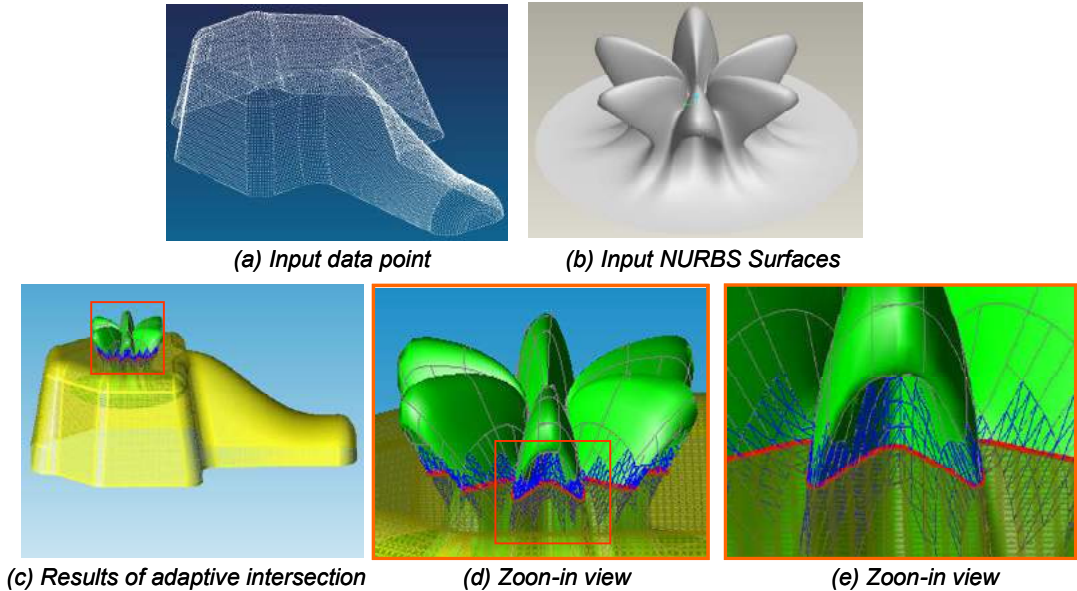 (a) Input data point
(b) Input NURBS Surfaces
(c) Results of adaptive intersection
(d) Zoon-in view
(e) Zoon-in view